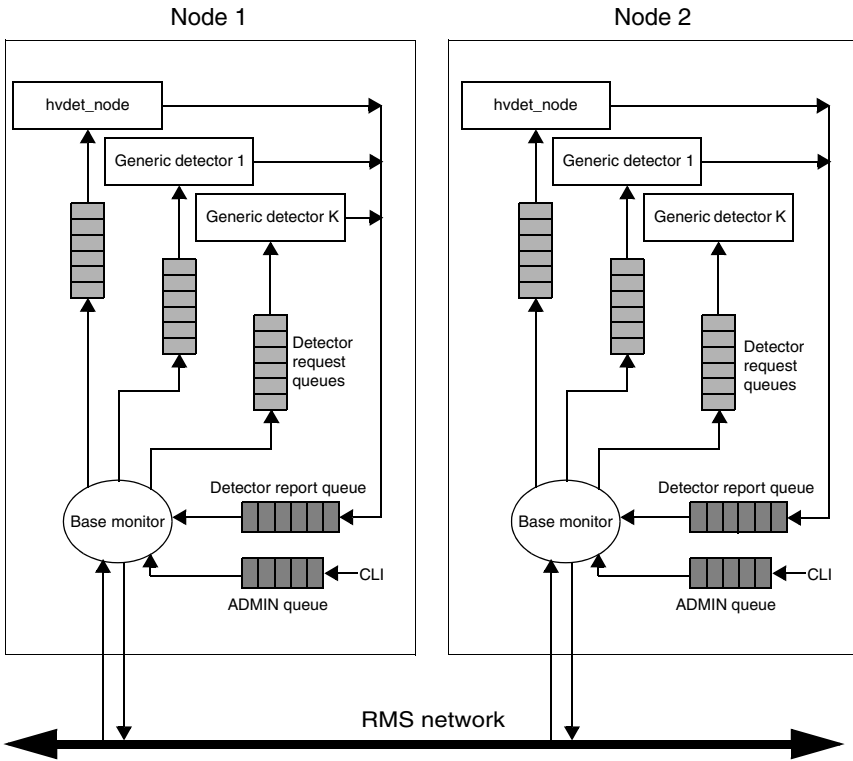 Node 1
Node 2
hvdet_node
Generic detector 1
Generic detector K
Detector
request
queues
Detector report queue
Base monitor
CLI
ADMIN queue
hvdet_node
Generic detector 1
Generic detector K
Detector
request
queues
Detector report queue
Base monitor
CLI
ADMIN queue
RMS network